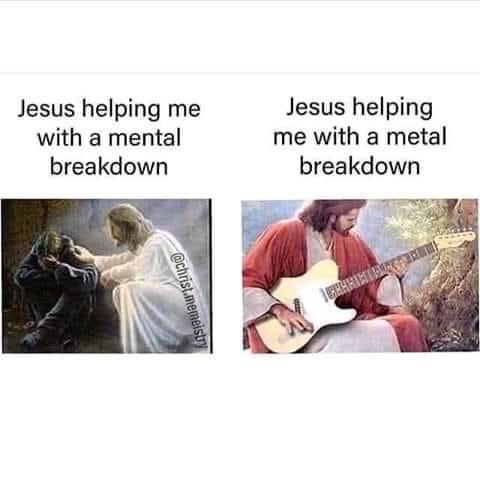 Jesus helping me
with a mental
breakdown
Jesus helping
me with a metal
breakdown
@christ.memeistry